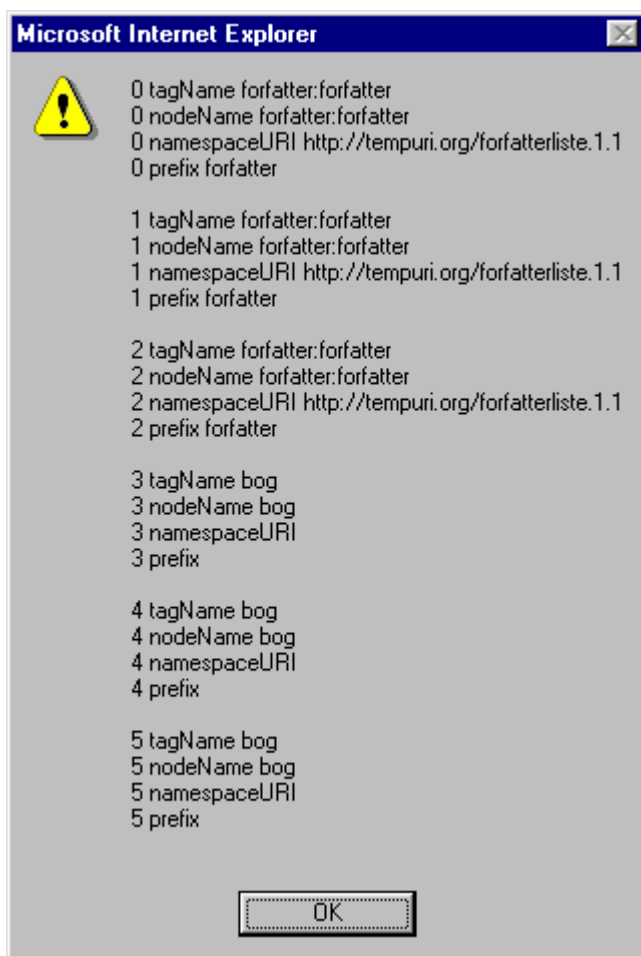 Microsoft Internet Explorer
0 tagName forfatter:forfatter
0 nodeName forfatter:forfatter
0 namespaceURI http://tempuri.org/forfatterliste.1.1
0 prefix forfatter
1 tagName forfatter:forfatter
1 nodeName forfatter:forfatter
1 namespaceURI http://tempuri.org/forfatterliste.1.1
1 prefix forfatter
2 tagName forfatter:forfatter
2 nodeName forfatter:forfatter
2 namespaceURI http://tempuri.org/forfatterliste.1.1
2 prefix forfatter
3 tagName bog
3 nodeName bog
3 namespaceURI
3 prefix
4 tagName bog
4 nodeName bog
4 namespaceURI
4 prefix
5 tagName bog
5 nodeName bog
5 namespaceURI
5 prefix
OK